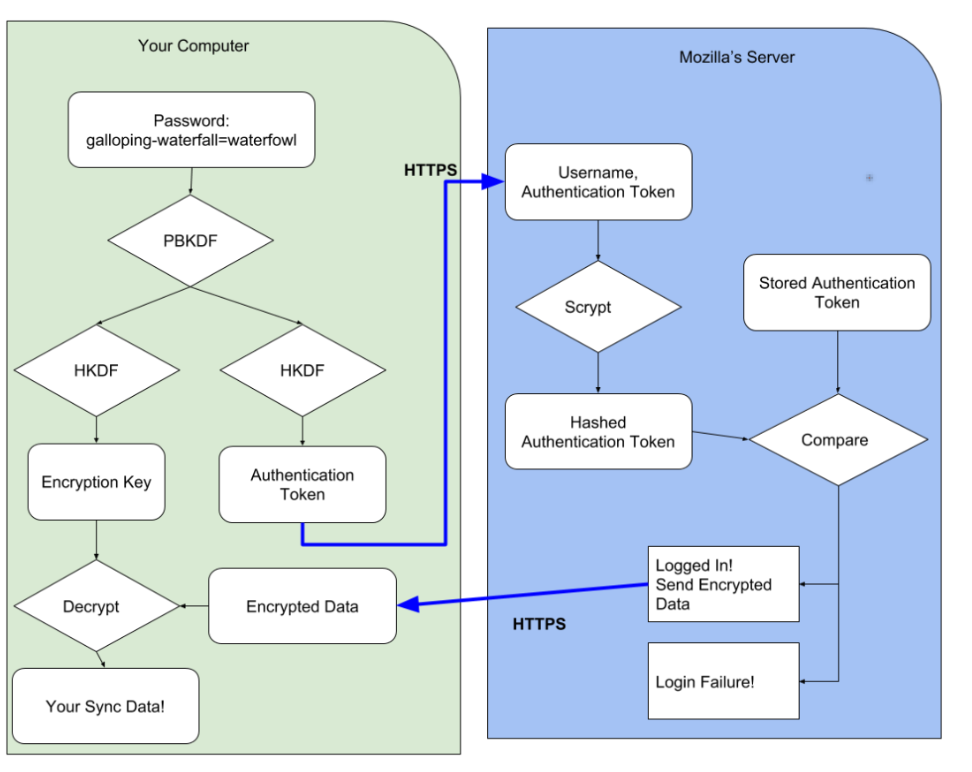 Your Computer
Password:
galloping-waterfall=waterfowl
PBKDF
HKDF
HKDF
Encryption Key
Authentication
Token
Decrypt
Encrypted Data
Your Sync Data!
HTTPS
Mozilla's Server
Username,
Authentication Token
Scrypt
Stored Authentication
Token
Hashed
Authentication Token
Compare
Logged In!
Send Encrypted
Data
HTTPS
Login Failure!